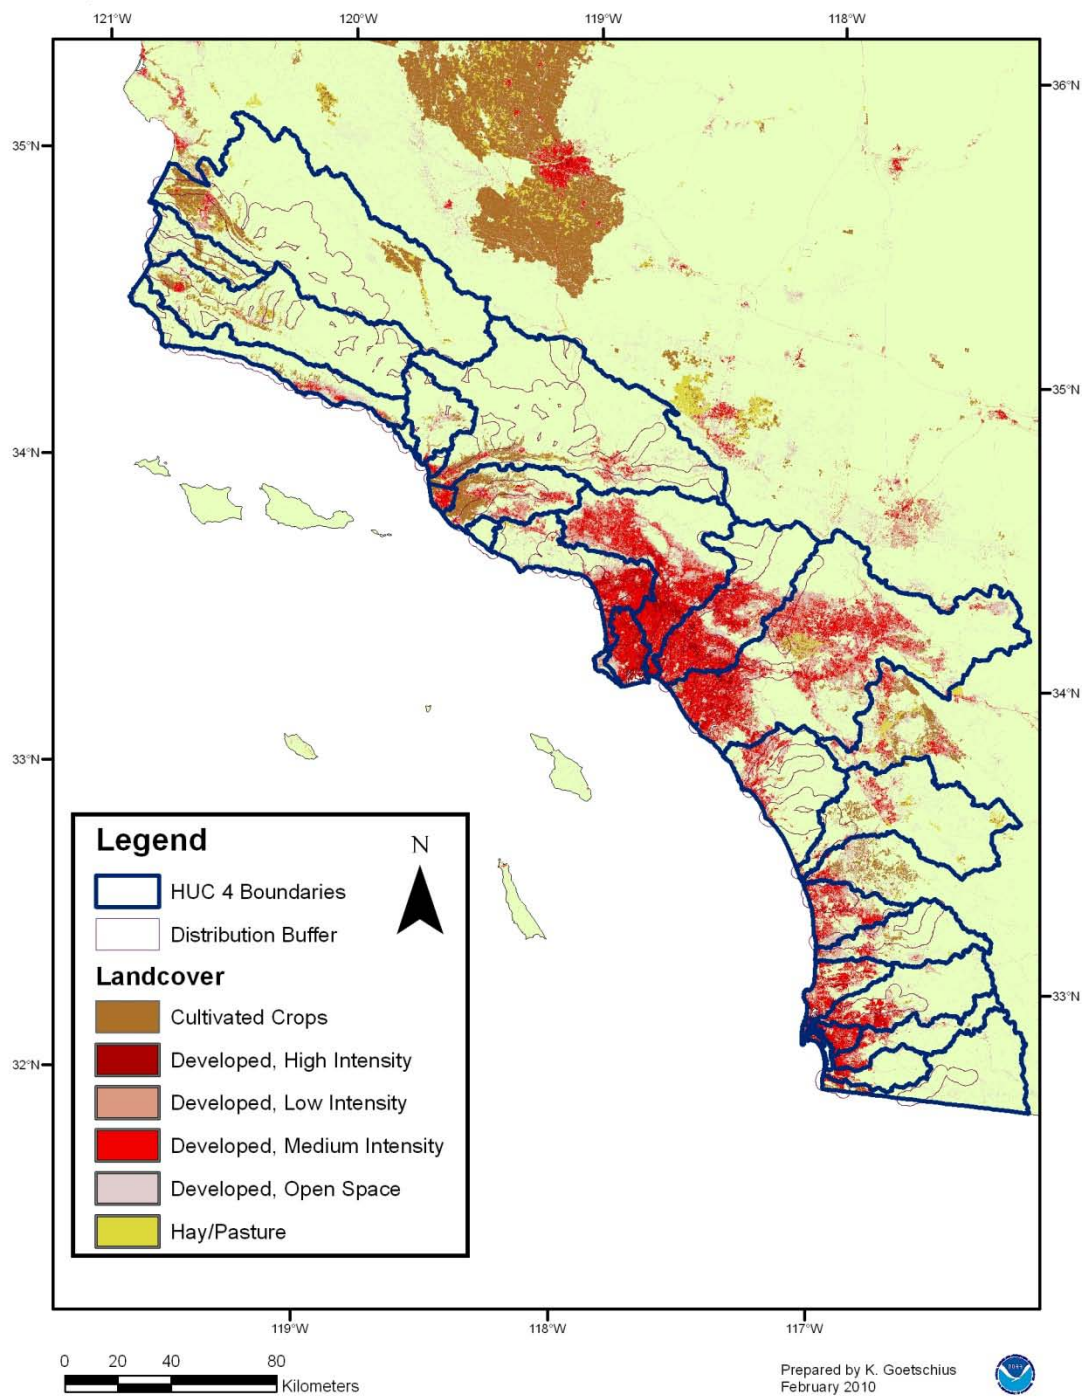 121°W 120°W 119°W 118°W
36°N
35°N
35°N
34°N
34°N
33°N
33°N
32°N
Legend
N
HUC 4 Boundaries
Distribution Buffer
Landcover
Cultivated Crops
Developed, High Intensity
Developed, Low Intensity
Developed, Medium Intensity
Developed, Open Space
Hay/Pasture
119°W 118°W 117°W
0 20 40 80
Kilometers
Prepared by K. Goetschius
February 2010